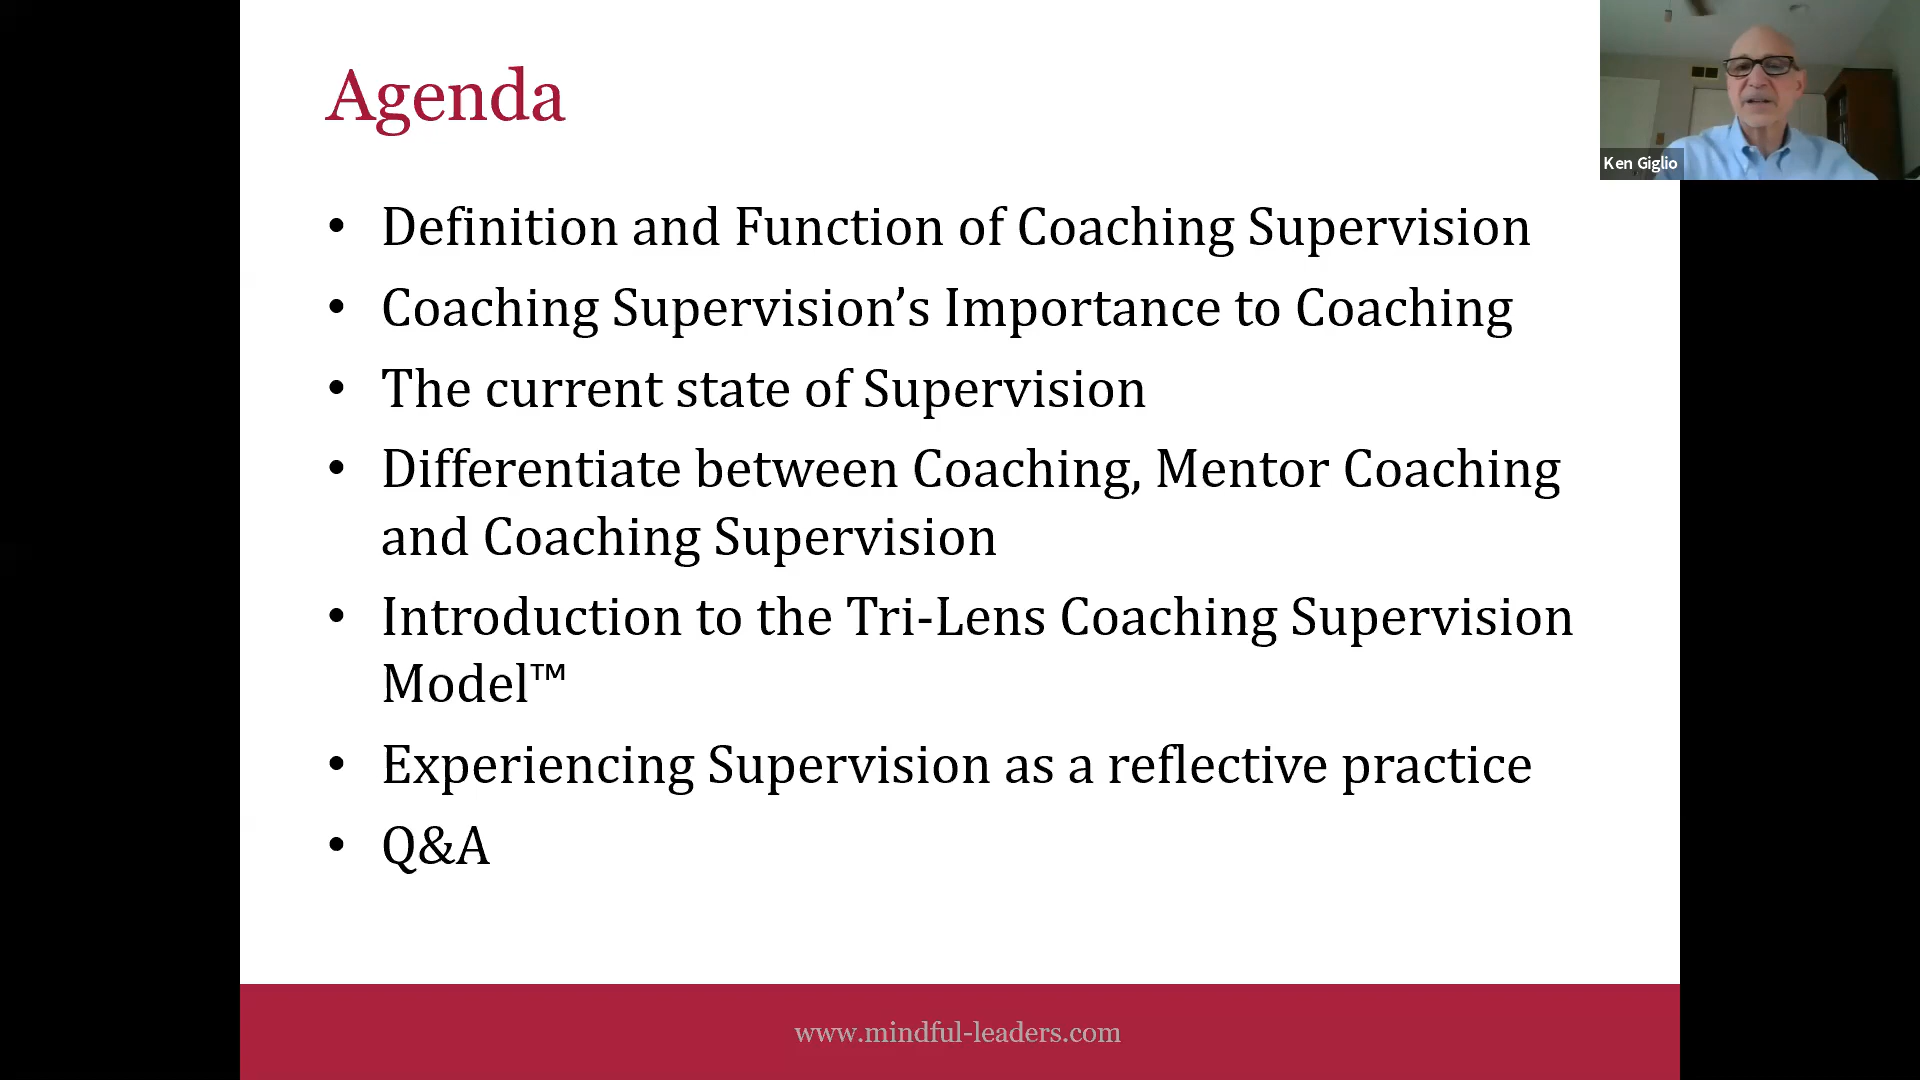 Agenda
Ken Giglio
• Definition and Function of Coaching Supervision
• Coaching Supervision’s Importance to Coaching
• The current state of Supervision
• Differentiate between Coaching, Mentor Coaching
and Coaching Supervision
• Introduction to the Tri-Lens Coaching Supervision
Model™
• Experiencing Supervision as a reflective practice
• Q&A
www.mindful-leaders.com